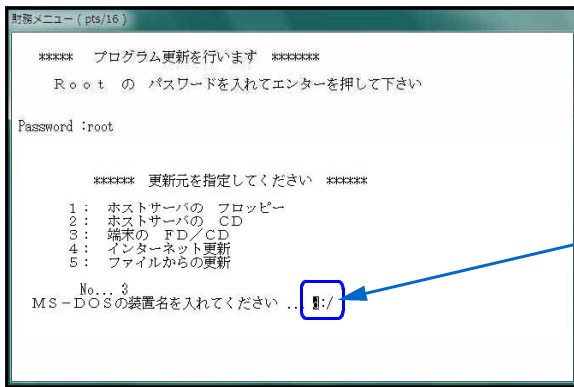 財務メニュー ( pts/16 )
***** プログラム更新を行います *******
Ｒｏｏｔ の パスワードを入れてエンターを押して下さい
Password :root
****** 更新元を指定してください ******
1： ホストサーバの フロッピー
2： ホストサーバの ＣＤ
3： 端末の ＦＤ／ＣＤ
4： インターネット更新
5： ファイルからの更新
No... 3
ＭＳ－ＤＯＳの装置名を入れてください ... :/